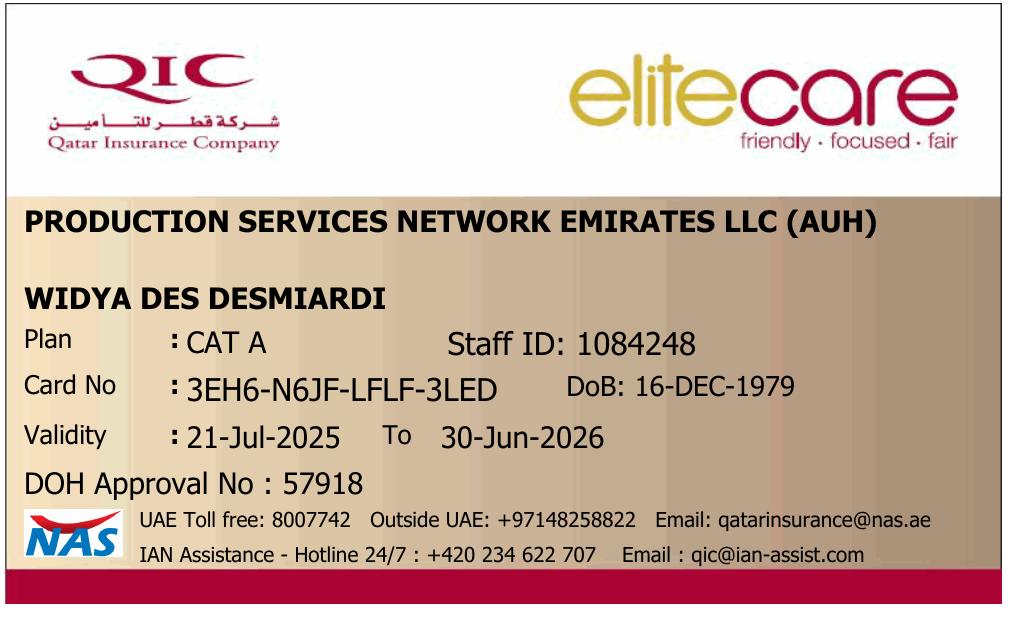 QIC
شركة قطر للتأمين
Qatar Insurance Company
elitecare
friendly · focused · fair
PRODUCTION SERVICES NETWORK EMIRATES LLC (AUH)
WIDYA DES DESMIARDI
Plan : CAT A Staff ID: 1084248
Card No : 3EH6-N6JF-LFLF-3LED DoB: 16-DEC-1979
Validity : 21-Jul-2025 To 30-Jun-2026
DOH Approval No : 57918
NAS
UAE Toll free: 8007742 Outside UAE: +97148258822 Email: qatarinsurance@nas.ae
IAN Assistance - Hotline 24/7 : +420 234 622 707 Email : qic@ian-assist.com